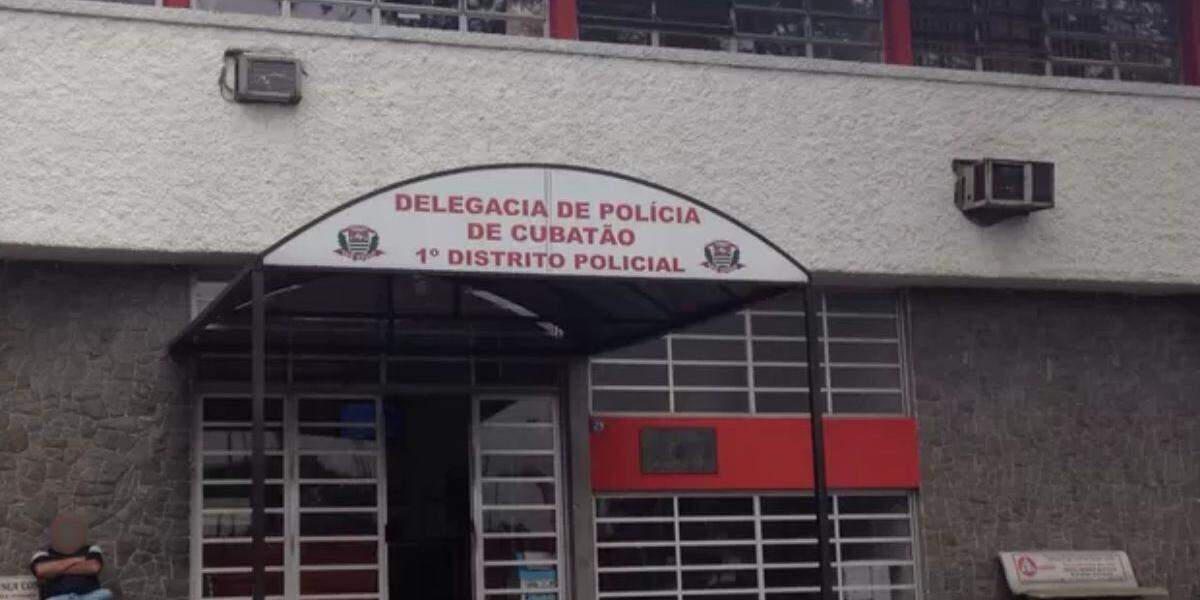 DELEGACIA DE POLÍCIA
DE CUBATÃO
1º DISTRITO POLICIAL